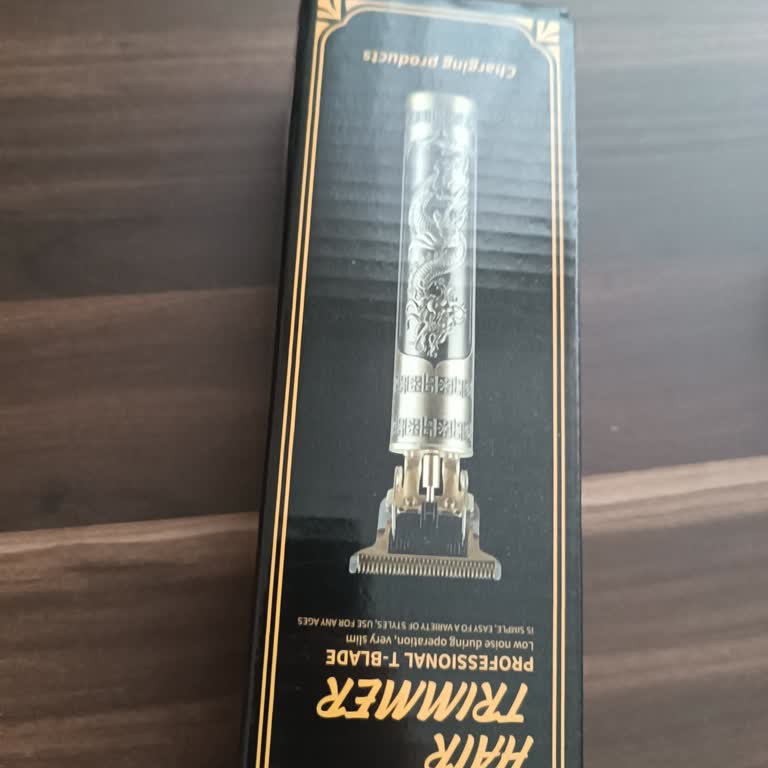 HAIR
TRIMMER
PROFESSIONAL T-BLADE
Low noise during operation, very slim
IS SIMPLE, EASY FO A VARIETY OF STYLES, USE FOR ANY AGES
Charging products